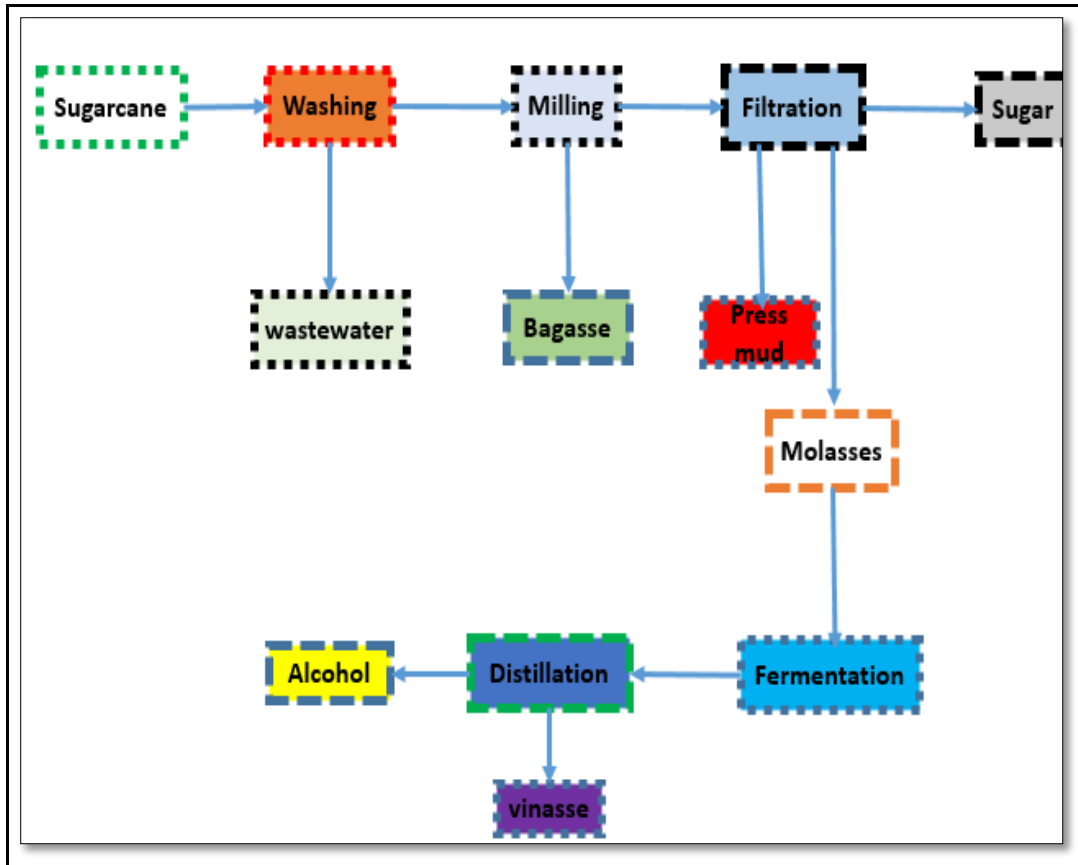 Sugarcane
Washing
Milling
Filtration
Sugar
wastewater
Bagasse
Press
mud
Molasses
Alcohol
Distillation
Fermentation
vinasse